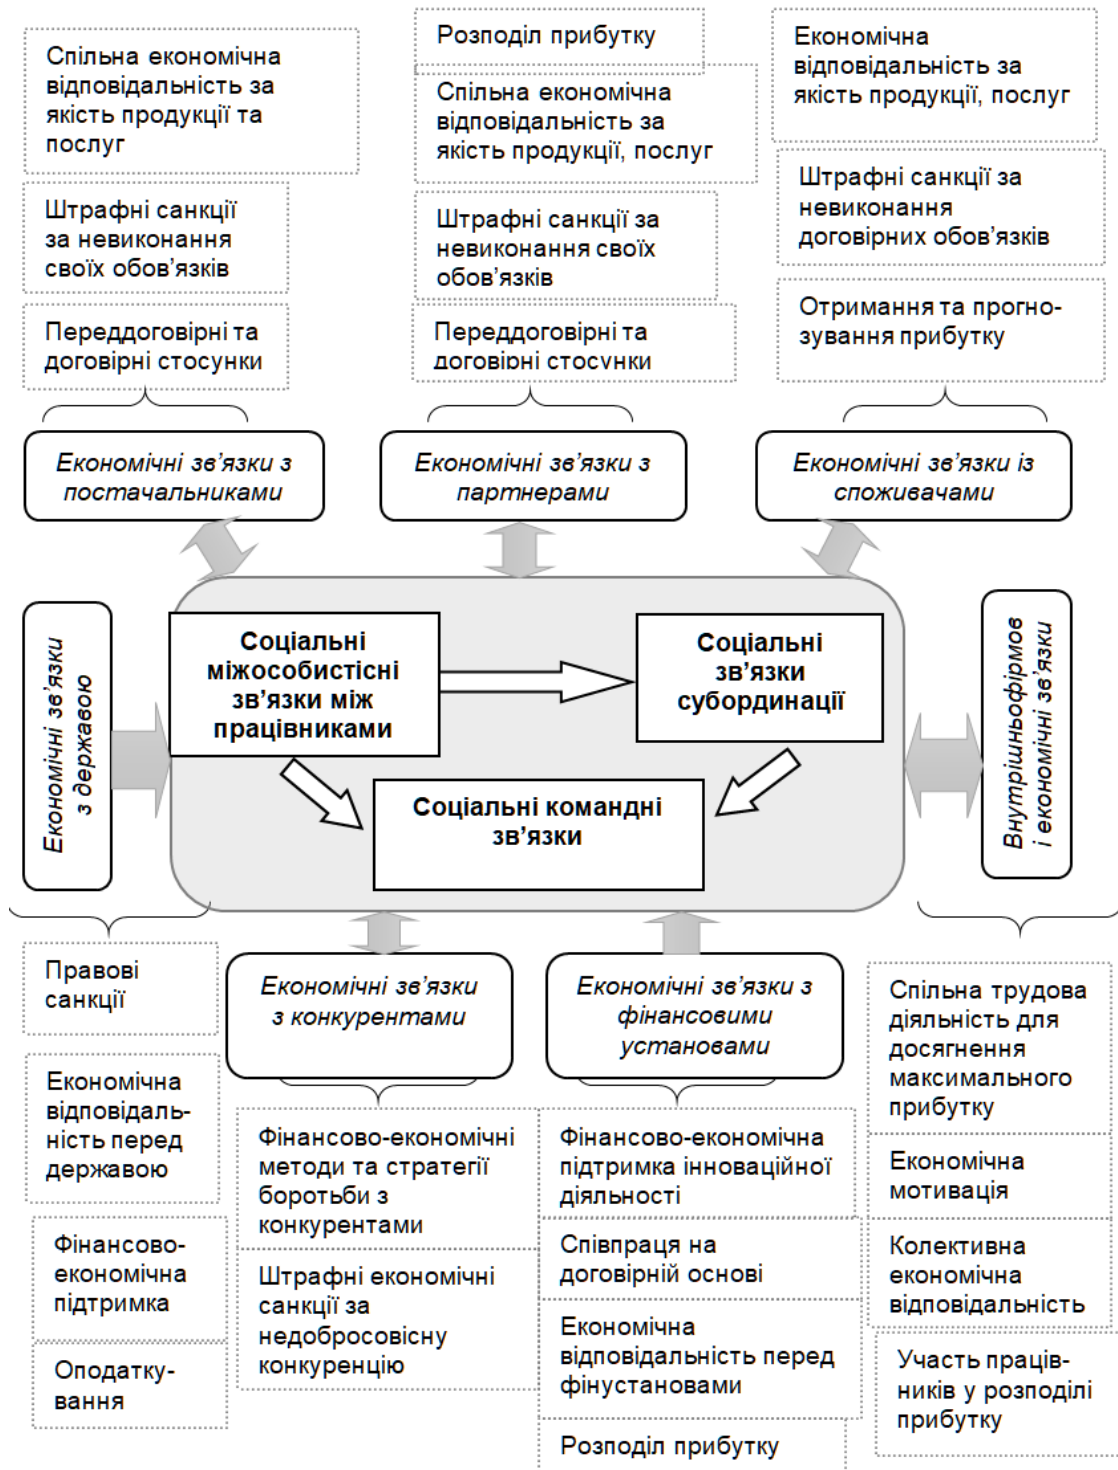 Спільна економічна
відповідальність за
якість продукції та
послуг
Штрафні санкції
за невиконання
своїх обов’язків
Переддоговірні та
договірні стосунки
Розподіл прибутку
Спільна економічна
відповідальність за
якість продукції, послуг
Штрафні санкції за
невиконання своїх
обов’язків
Переддоговірні та
договірні стосунки
Економічна
відповідальність за
якість продукції, послуг
Штрафні санкції за
невиконання
договірних обов’язків
Отримання та прогно-
зування прибутку
Економічні зв’язки з
постачальниками
Економічні зв’язки з
партнерами
Економічні зв’язки із
споживачами
Економічні зв’язки
з державою
Соціальні
міжособистісні
зв’язки між
працівниками
Соціальні
зв’язки
субординації
Соціальні командні
зв’язки
Внутрішньофірмов
і економічні зв’язки
Правові
санкції
Економічна
відповідаль-
ність перед
державою
Фінансово-
економічна
підтримка
Оподатку-
вання
Економічні зв’язки
з конкурентами
Фінансово-економічні
методи та стратегії
боротьби з
конкурентами
Штрафні економічні
санкції за
недобросовісну
конкуренцію
Економічні зв’язки з
фінансовими
установами
Фінансово-економічна
підтримка інноваційної
діяльності
Співпраця на
договірній основі
Економічна
відповідальність перед
фінустановами
Розподіл прибутку
Спільна трудова
діяльність для
досягнення
максимального
прибутку
Економічна
мотивація
Колективна
економічна
відповідальність
Участь праців-
ників у розподілі
прибутку